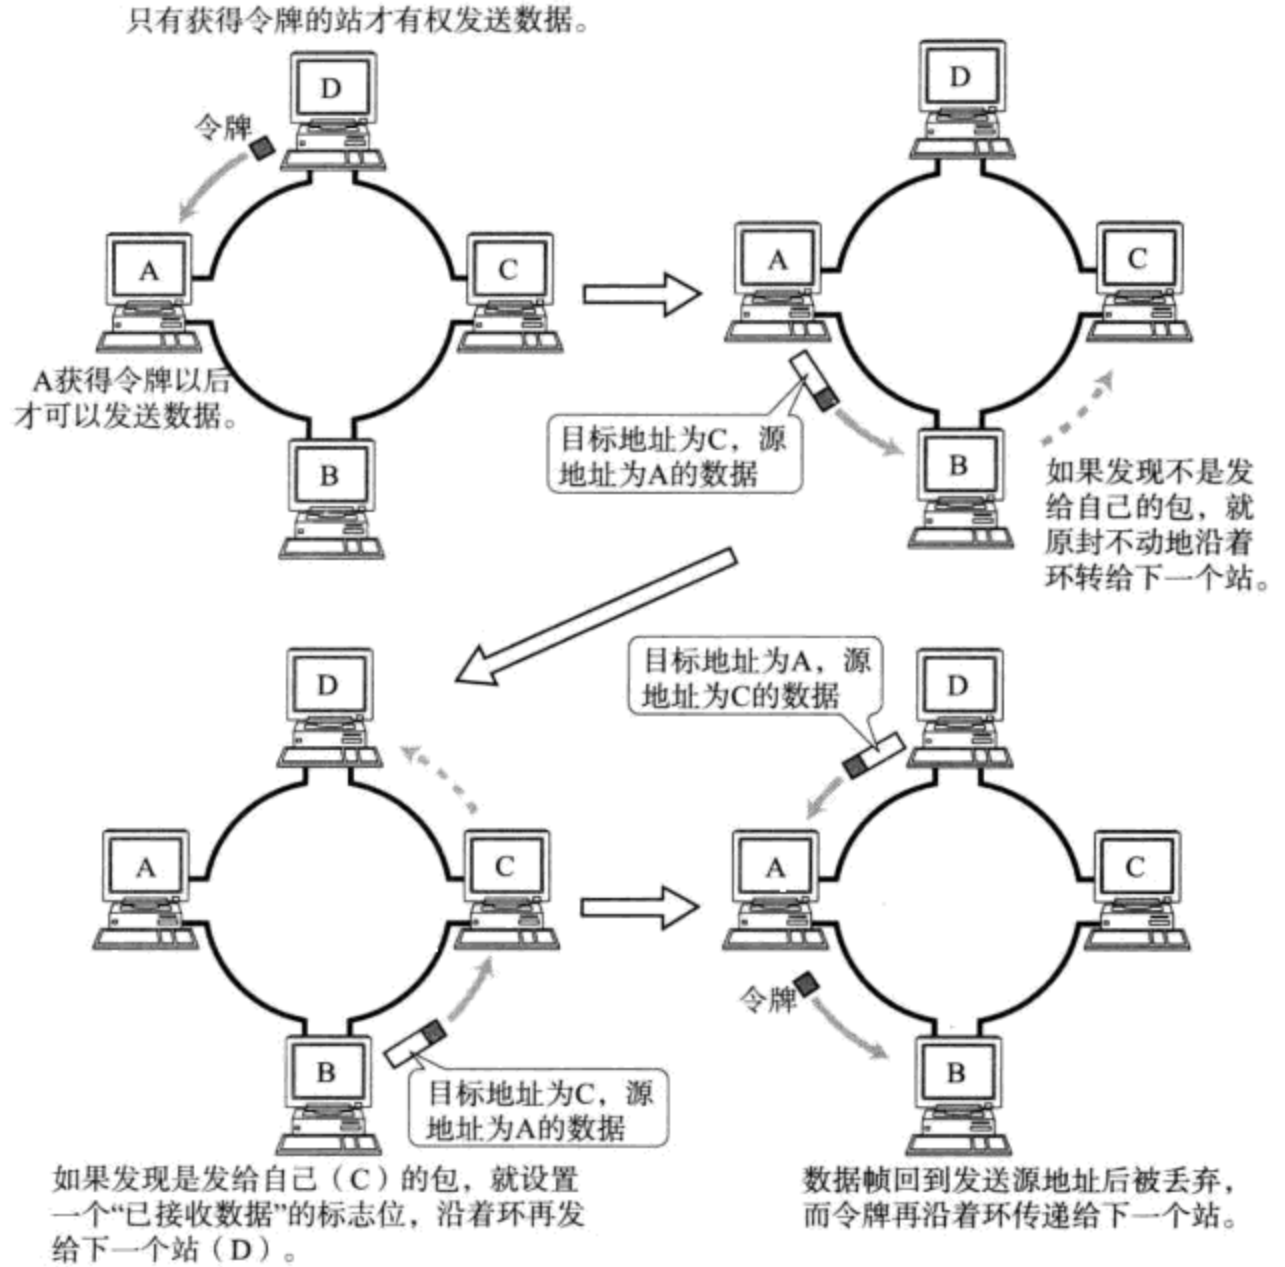 只有获得令牌的站才有权发送数据。
D
令牌
A
C
A获得令牌以后
才可以发送数据。
B
D
A
C
目标地址为C，源
地址为A的数据
B
如果发现不是发
给自己的包，就
原封不动地沿着
环转给下一个站。
D
A
C
B
目标地址为C，源
地址为A的数据
如果发现是发给自己（C）的包，就设置
一个“已接收数据”的标志位，沿着环再发
给下一个站（D）。
目标地址为A，源
地址为C的数据
D
A
C
令牌
B
数据帧回到发送源地址后被丢弃，
而令牌再沿着环传递给下一个站。